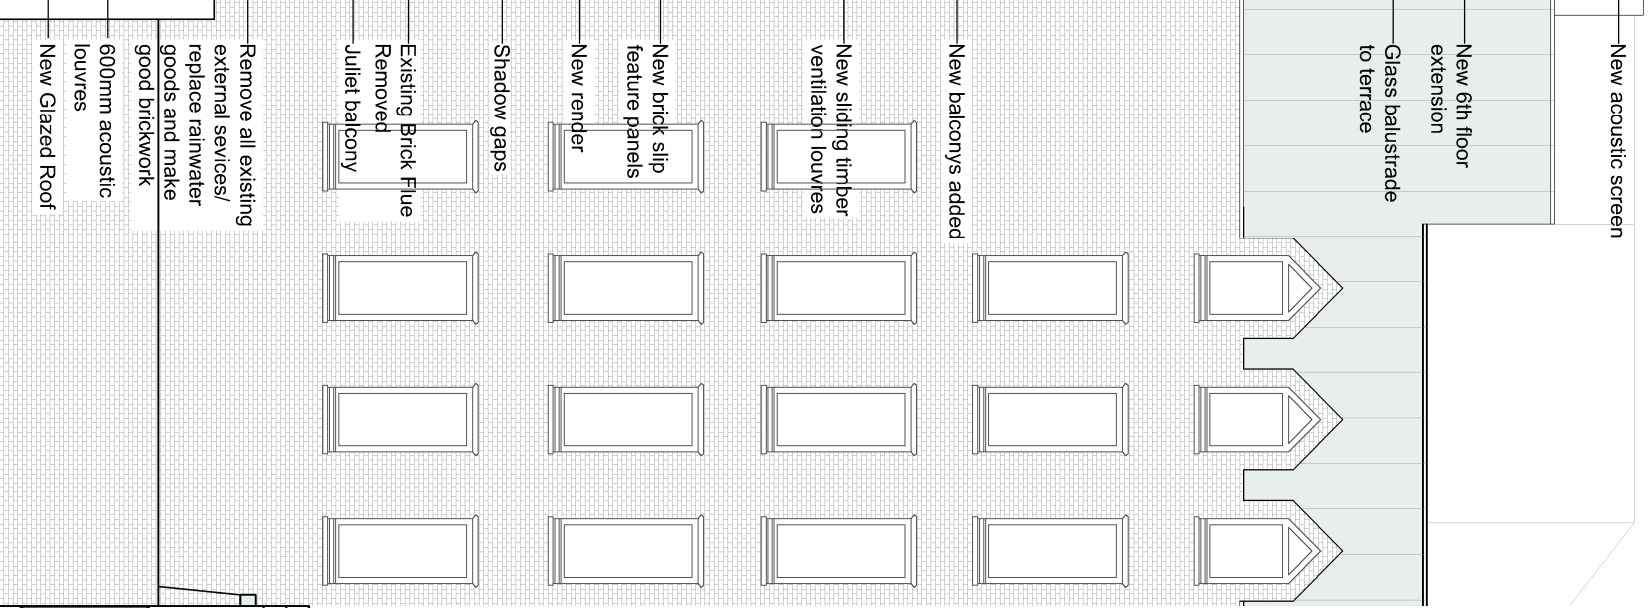 New acoustic screen
New 6th floor
extension
Glass balustrade
to terrace
New balconys added
New sliding timber
ventilation louvres
New brick slip
feature panels
New render
Shadow gaps
Existing Brick Flue
Removed
Juliet balcony
Remove all existing
external sevices/
replace rainwater
goods and make
good brickwork
600mm acoustic
louvres
New Glazed Roof